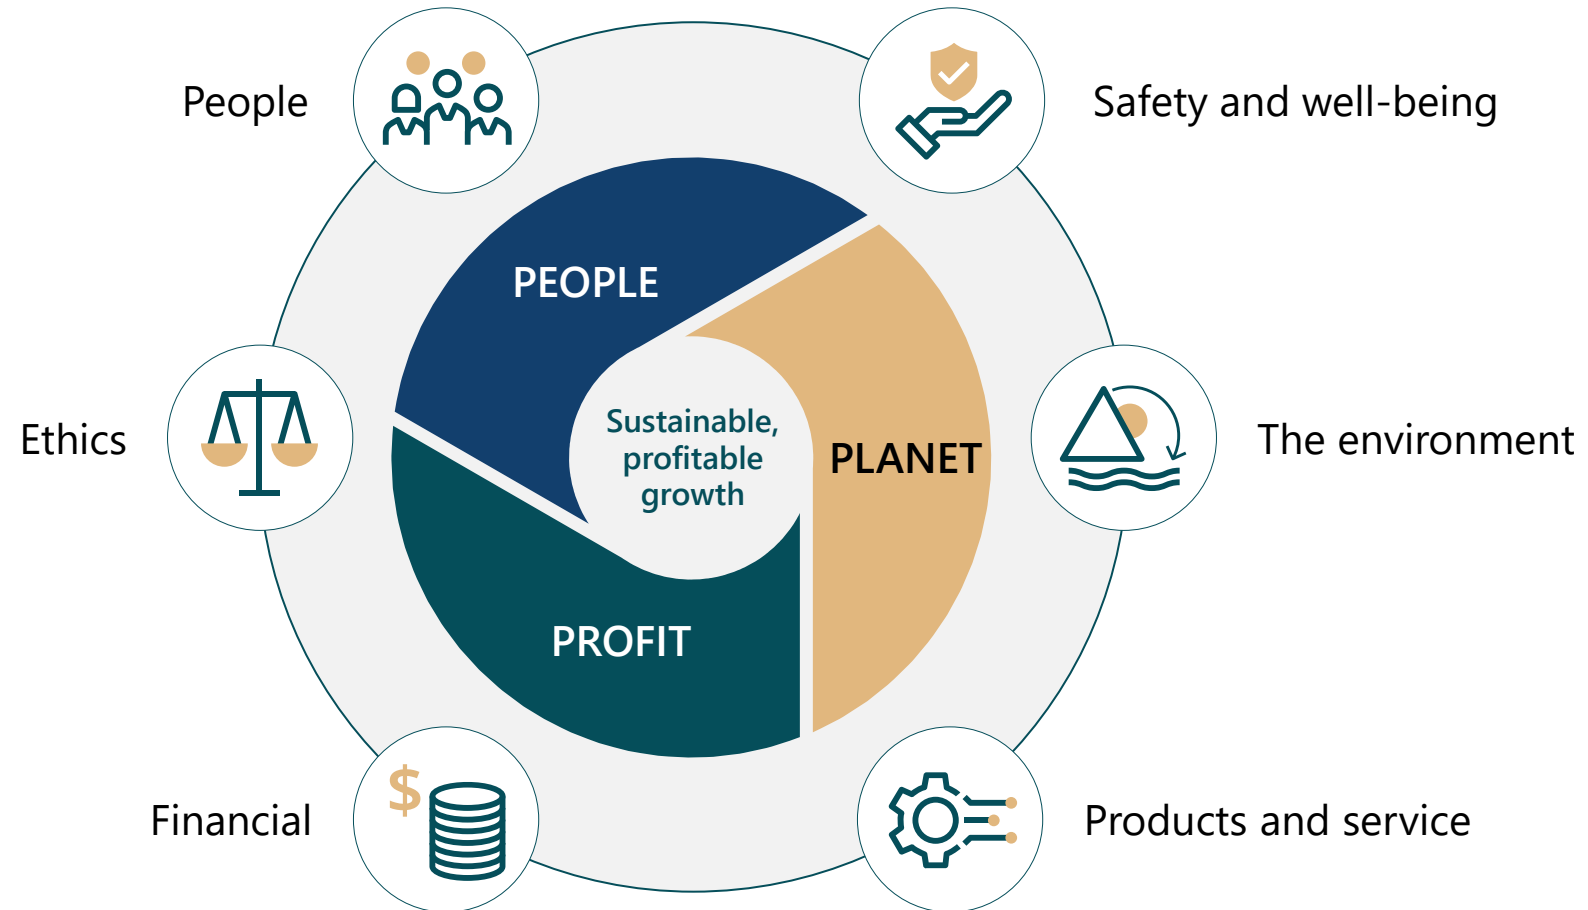 People
Safety and well-being
PEOPLE
Sustainable,
profitable
growth
PLANET
Ethics
The environment
PROFIT
$
Financial
Products and service